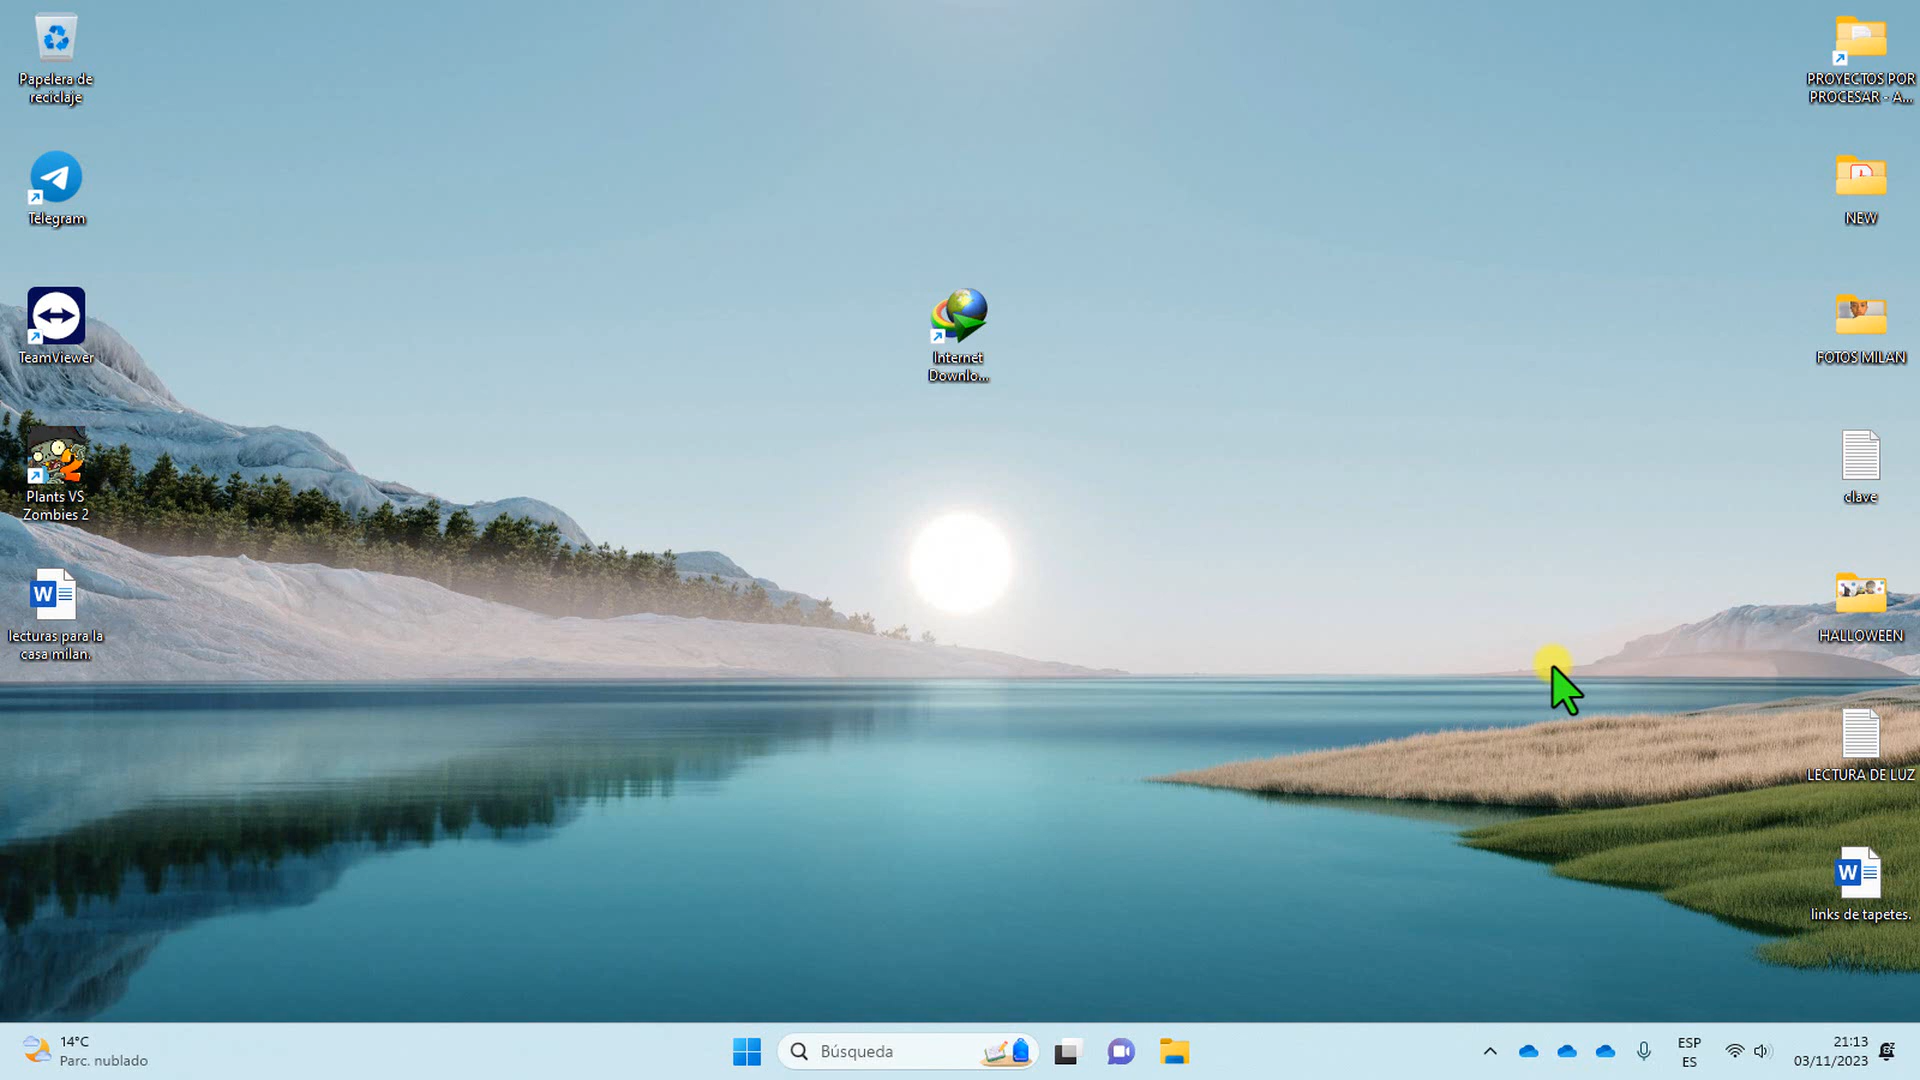 Papelera de
reciclaje
Telegram
TeamViewer
Plants VS
Zombies 2
W
lecturas para la
casa milan.
Internet
Downlo...
PROYECTOS POR
PROCESAR - A...
NEW
FOTOS MILAN
clave
HALLOWEEN
LECTURA DE LUZ
W
links de tapetes.
14°C
Parc. nublado
Búsqueda
ESP
ES
21:13
03/11/2023